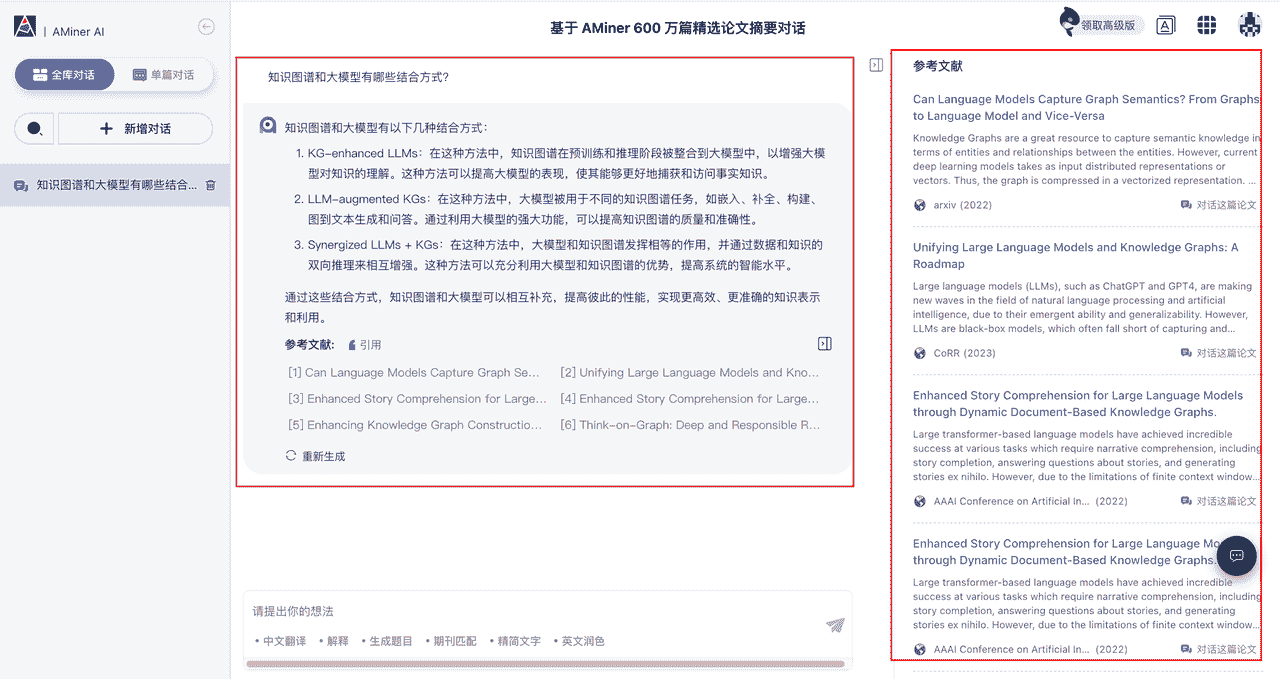 | AMiner AI
基于 AMiner 600 万篇精选论文摘要对话
领取高级版
全库对话
单篇对话
新增对话
知识图谱和大模型有哪些结合...
知识图谱和大模型有哪些结合方式?
知识图谱和大模型有以下几种结合方式：
1. KG-enhanced LLMs：在这种方法中，知识图谱在预训练和推理阶段被整合到大模型中，以增强大模
型对知识的理解。这种方法可以提高大模型的表现，使其能够更好地捕获和访问事实知识。
2. LLM-augmented KGs：在这种方法中，大模型被用于不同的知识图谱任务，如嵌入、补全、构建、
图到文本生成和问答。通过利用大模型的强大功能，可以提高知识图谱的质量和准确性。
3. Synergized LLMs + KGs：在这种方法中，大模型和知识图谱发挥相等的作用，并通过数据和知识的
双向推理来相互增强。这种方法可以充分利用大模型和知识图谱的优势，提高系统的智能水平。
通过这些结合方式，知识图谱和大模型可以相互补充，提高彼此的性能，实现更高效、更准确的知识表示
和利用。
参考文献: 引用
[1] Can Language Models Capture Graph Se... [2] Unifying Large Language Models and Kno...
[3] Enhanced Story Comprehension for Large... [4] Enhanced Story Comprehension for Large...
[5] Enhancing Knowledge Graph Constructio... [6] Think-on-Graph: Deep and Responsible R...
重新生成
请提出你的想法
• 中文翻译 • 解释 • 生成题目 • 期刊匹配 • 精简文字 • 英文润色
参考文献
Can Language Models Capture Graph Semantics? From Graphs
to Language Model and Vice-Versa
Knowledge Graphs are a great resource to capture semantic knowledge in
terms of entities and relationships between the entities. However, current
deep learning models takes as input distributed representations or
vectors. Thus, the graph is compressed in a vectorized representation. ...
arxiv (2022) 对话这篇论文
Unifying Large Language Models and Knowledge Graphs: A
Roadmap
Large language models (LLMs), such as ChatGPT and GPT4, are making
new waves in the field of natural language processing and artificial
intelligence, due to their emergent ability and generalizability. However,
LLMs are black-box models, which often fall short of capturing and...
CoRR (2023) 对话这篇论文
Enhanced Story Comprehension for Large Language Models
through Dynamic Document-Based Knowledge Graphs.
Large transformer-based language models have achieved incredible
success at various tasks which require narrative comprehension, including
story completion, answering questions about stories, and generating
stories ex nihilo. However, due to the limitations of finite context window...
AAAI Conference on Artificial In... (2022) 对话这篇论文
Enhanced Story Comprehension for Large Language
through Dynamic Document-Based Knowledge Graphs.
Large transformer-based language models have achieved incredible
success at various tasks which require narrative comprehension, including
story completion, answering questions about stories, and generating
stories ex nihilo. However, due to the limitations of finite context window...
AAAI Conference on Artificial In... (2022) 对话这篇论文